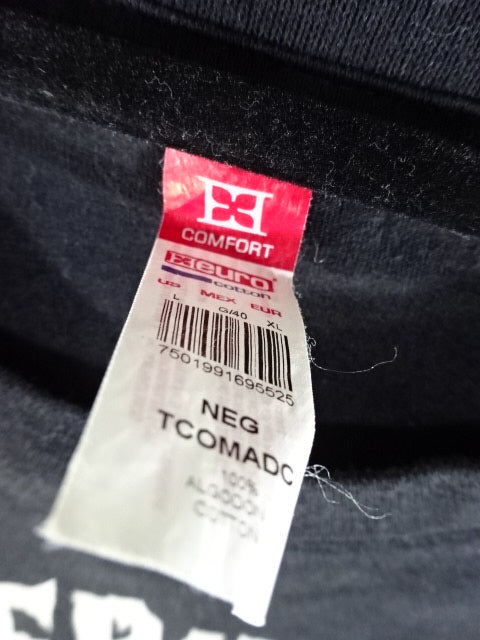 COMFORT
euro
cotton
US MEX EUR
L G/40 XL
7501991695525
NEG
TCOMADC
100%
ALGODON
COTTON